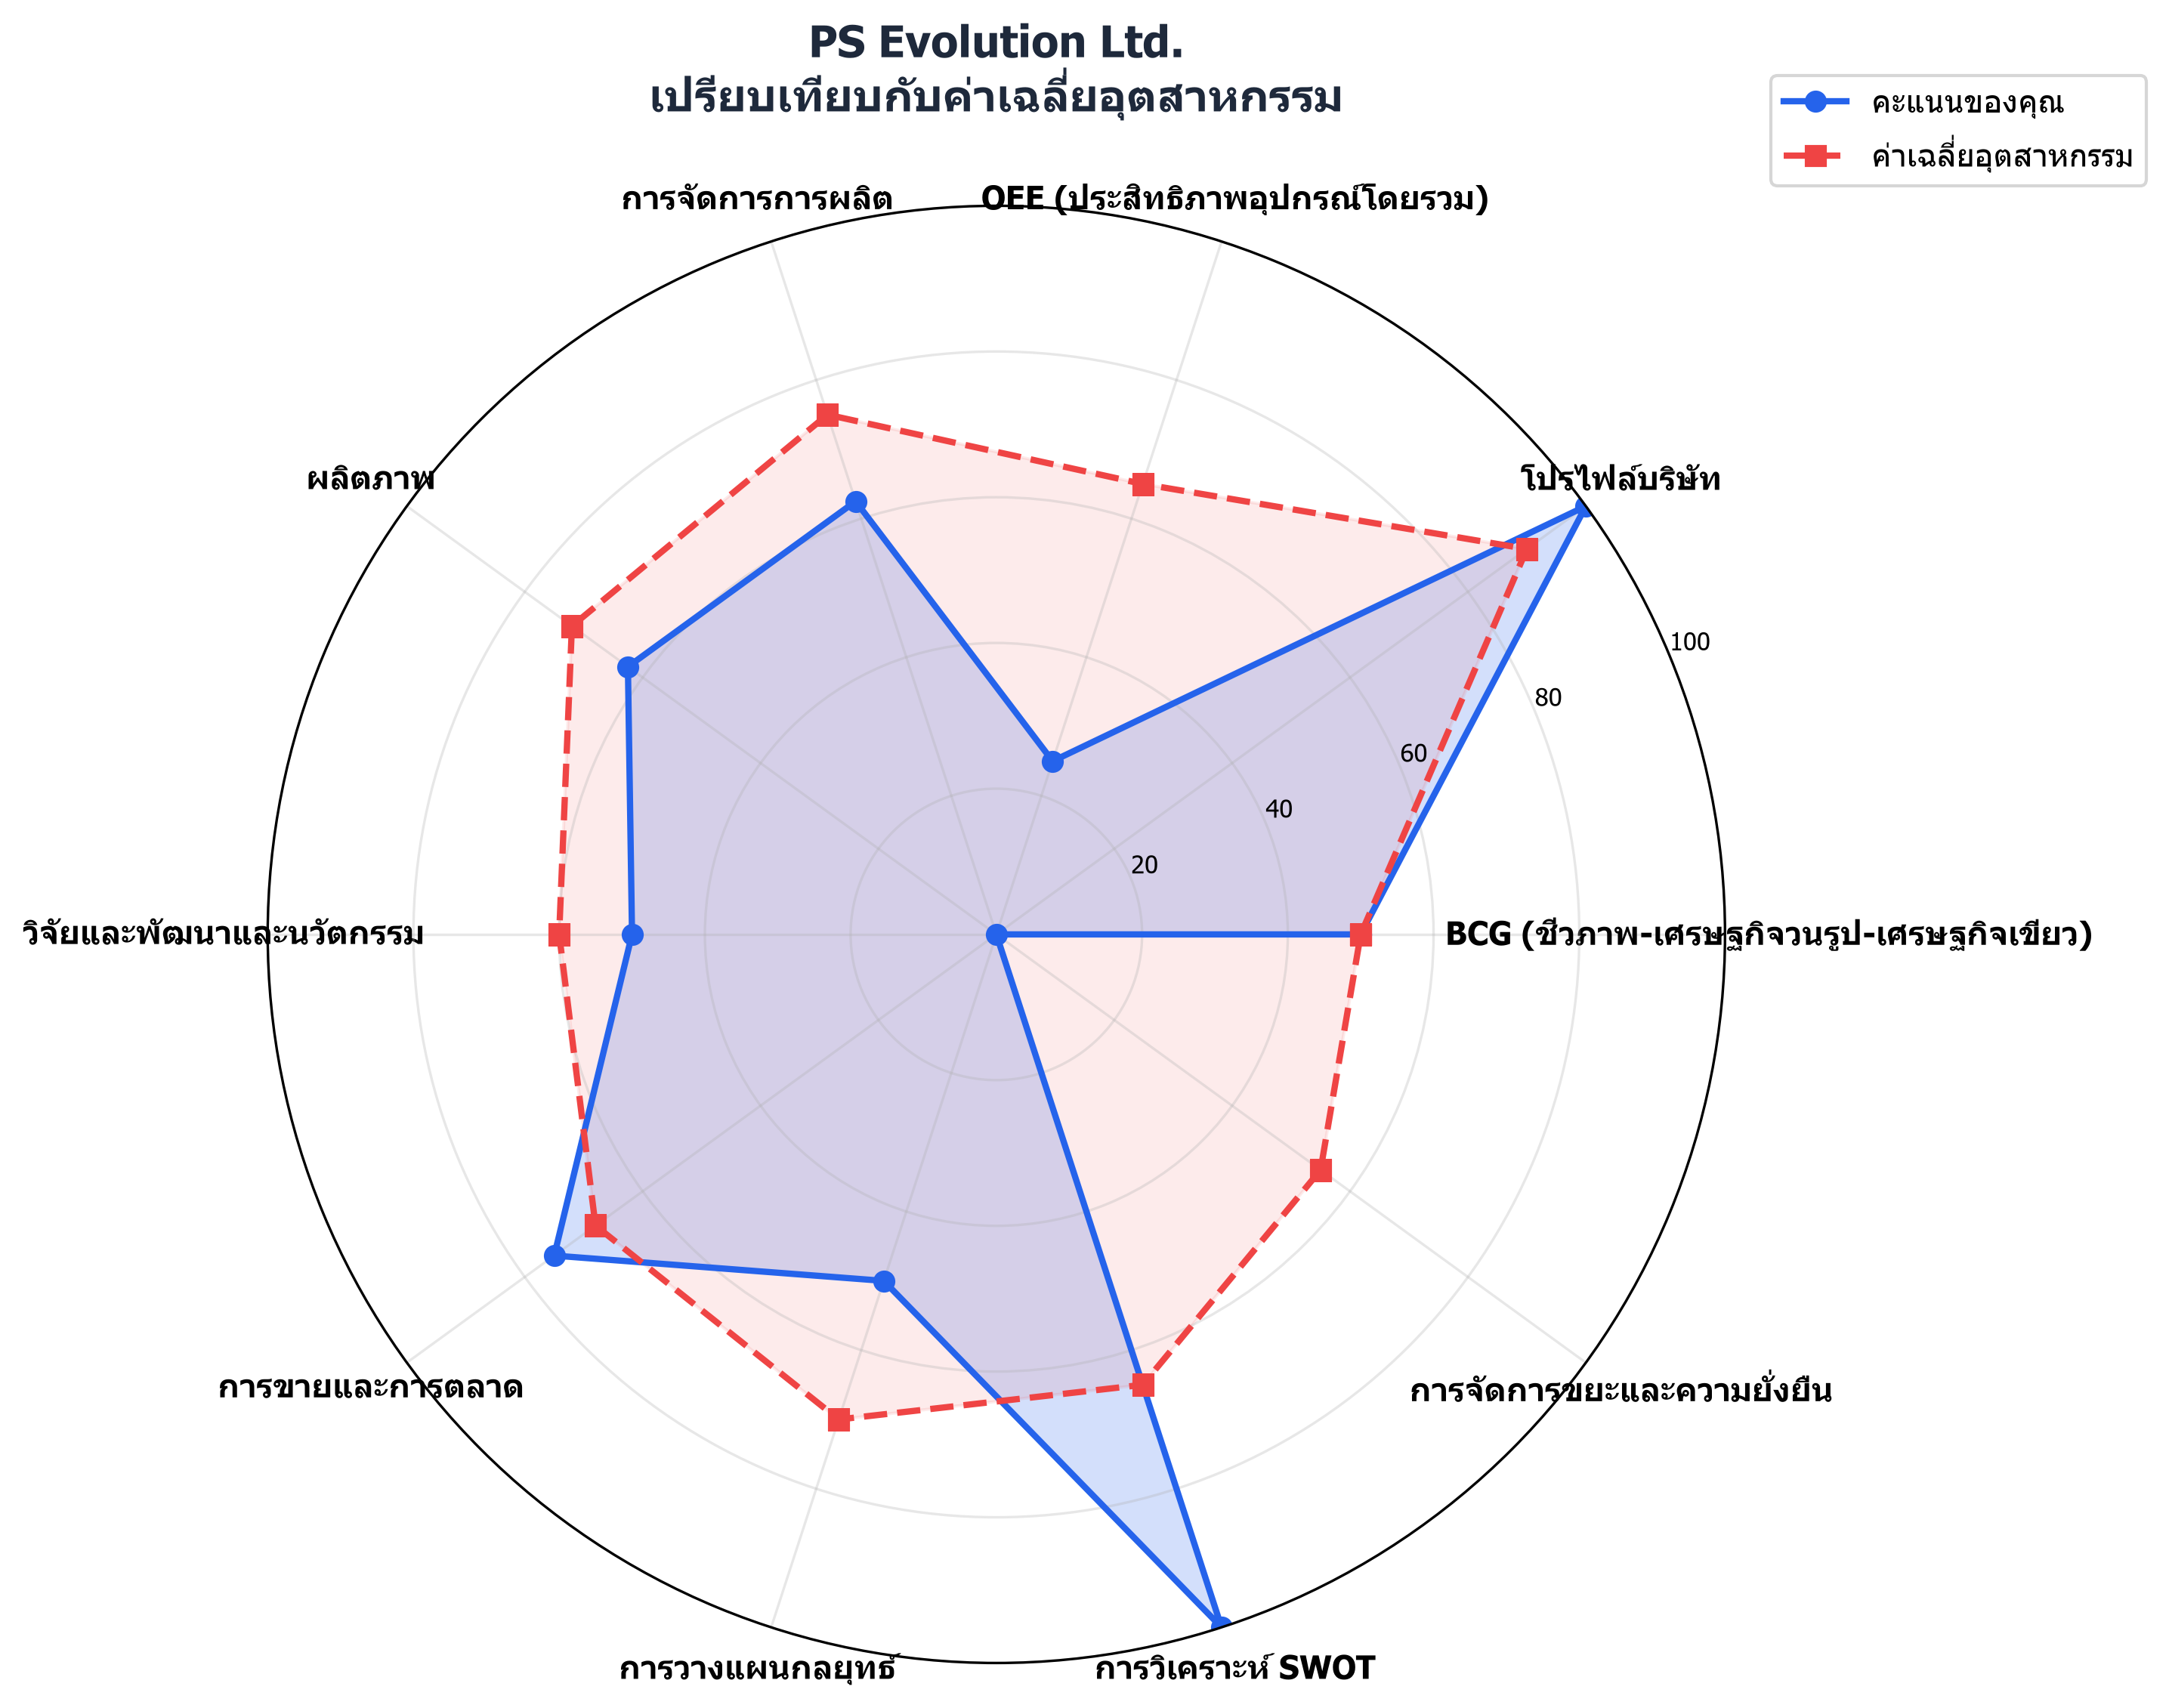 PS Evolution Ltd.
เปรียบเทียบกับค่าเฉลี่ยอุตสาหกรรม
คะแนนของคุณ
ค่าเฉลี่ยอุตสาหกรรม
การจัดการการผลิต
OEE (ประสิทธิภาพอุปกรณ์โดยรวม)
ผลิตภาพ
โปรไฟล์บริษัท
100
80
60
40
20
วิจัยและพัฒนาและนวัตกรรม
BCG (ชีวภาพ-เศรษฐกิจวนรูป-เศรษฐกิจเขียว)
การขายและการตลาด
การจัดการขยะและความยั่งยืน
การวางแผนกลยุทธ์
การวิเคราะห์ SWOT